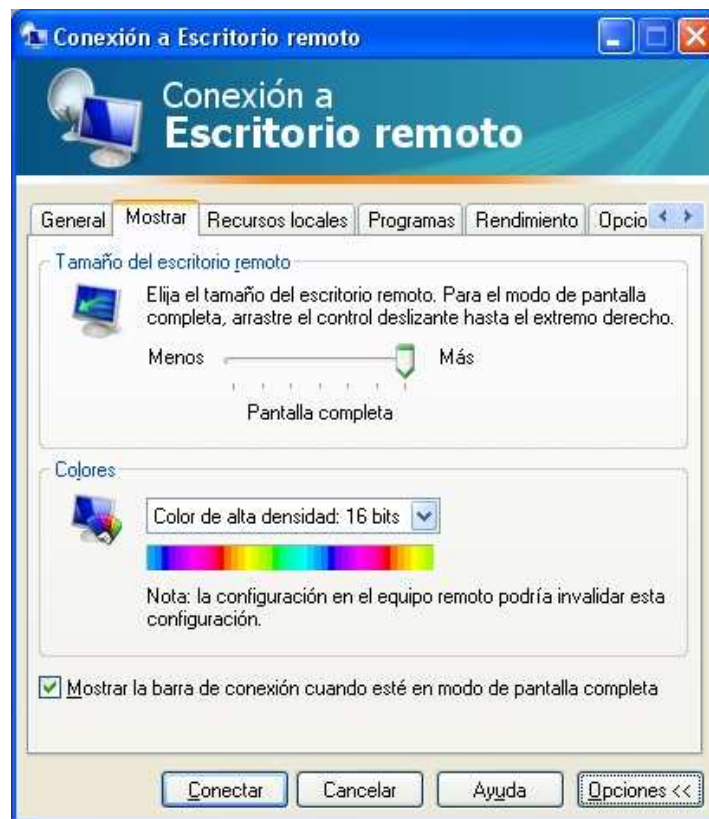 Conexión a Escritorio remoto
Conexión a
Escritorio remoto
General Mostrar Recursos locales Programas Rendimiento Opcio
Tamaño del escritorio remoto
Elija el tamaño del escritorio remoto. Para el modo de pantalla
completa, arrastre el control deslizante hasta el extremo derecho.
Menos Más
Pantalla completa
Colores
Color de alta densidad: 16 bits
Nota: la configuración en el equipo remoto podría invalidar esta
configuración.
Mostrar la barra de conexión cuando esté en modo de pantalla completa
Conectar Cancelar Ayuda Opciones <<